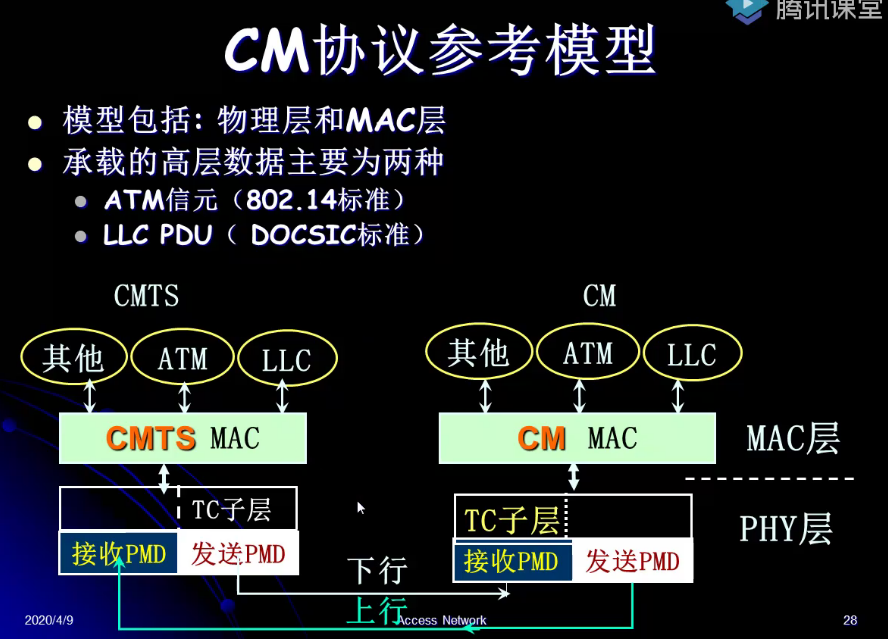 腾讯课堂
CM协议参考模型
模型包括：物理层和MAC层
承载的高层数据主要为两种
ATM信元（802.14标准）
LLC PDU（ DOCSIC标准）
CMTS
CM
其他
ATM
LLC
其他
ATM
LLC
CMTS MAC
CM MAC
MAC层
TC子层
TC子层
PHY层
接收PMD
发送PMD
接收PMD
发送PMD
下行
上行
2020/4/9
Access Network
28